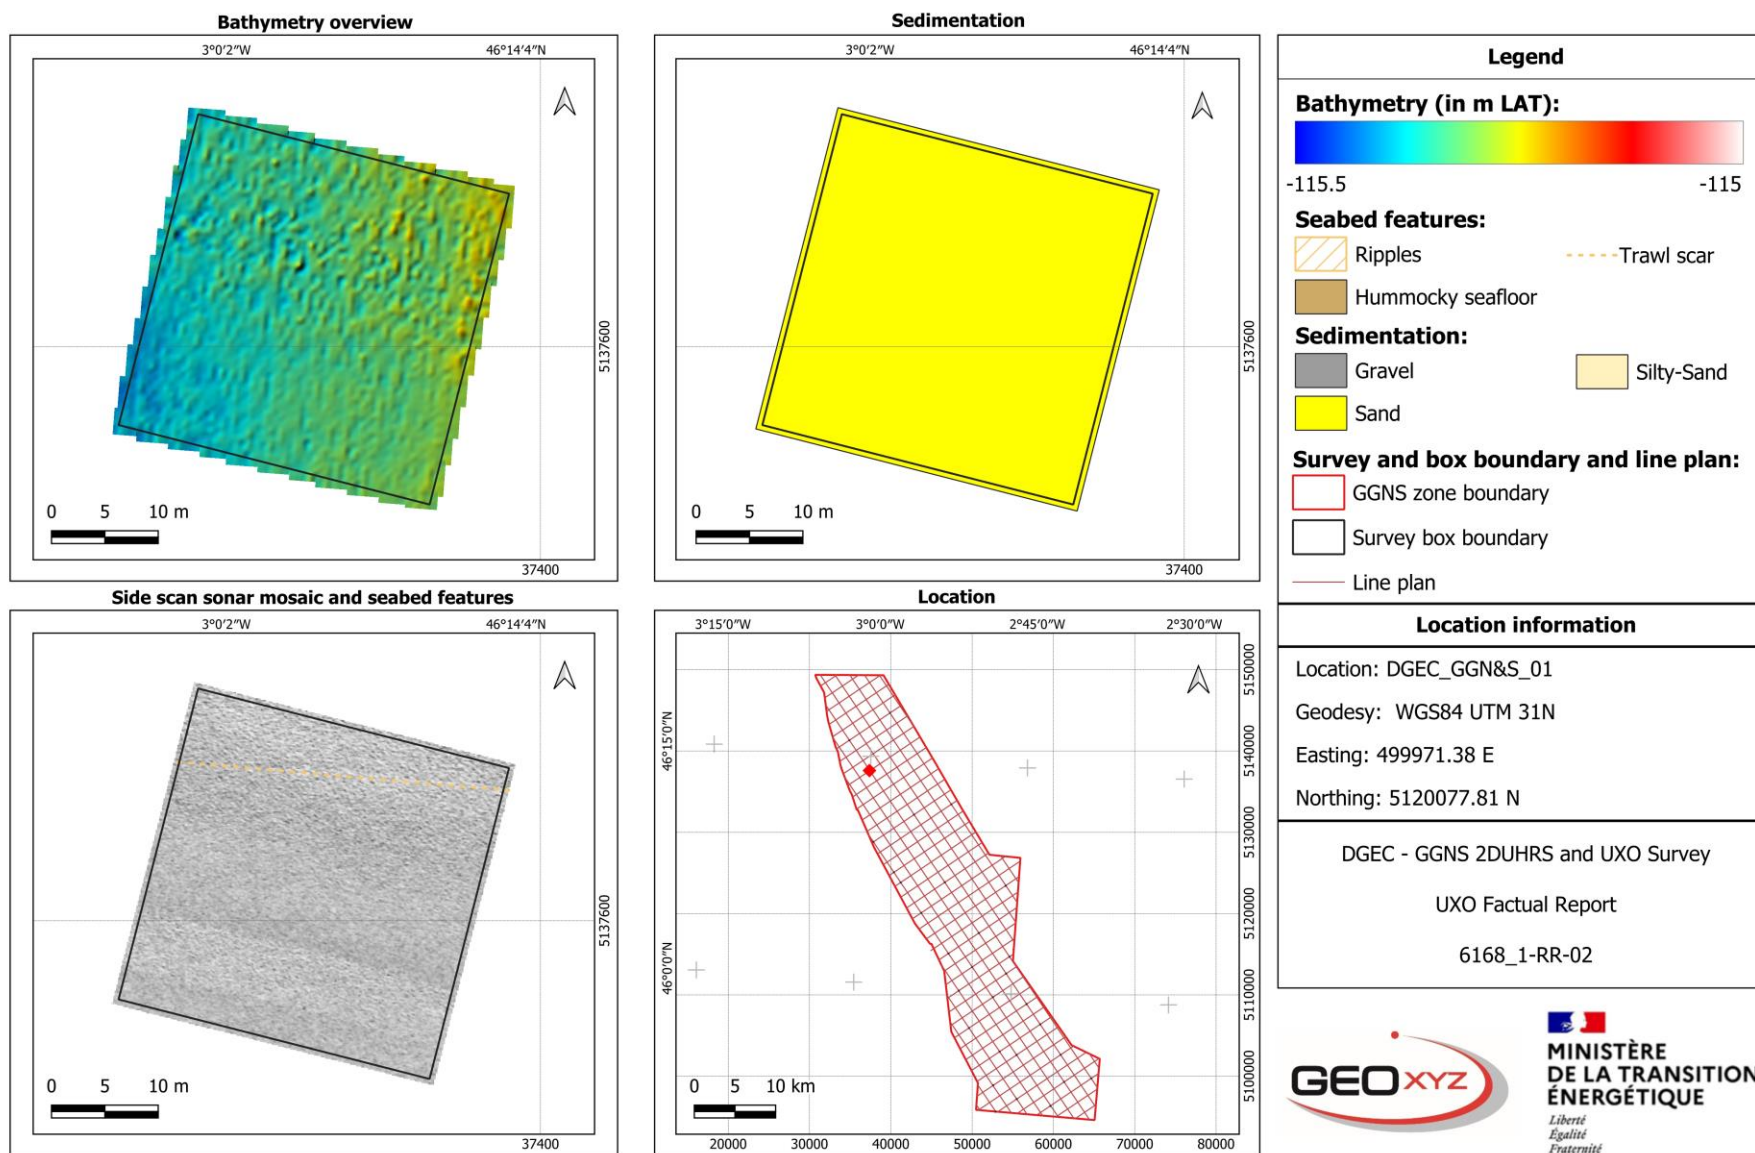 Bathymetry overview
3°0′2″W
46°14′4″N
5137600
0 5 10 m
37400
Sedimentation
3°0′2″W
46°14′4″N
5137600
0 5 10 m
37400
Side scan sonar mosaic and seabed features
3°0′2″W
46°14′4″N
5137600
0 5 10 m
37400
Location
3°15′0″W 3°0′0″W 2°45′0″W 2°30′0″W
46°15′0″N
46°0′0″N
5150000
5140000
5130000
5120000
5110000
5100000
0 5 10 km
20000 30000 40000 50000 60000 70000 80000
Legend
Bathymetry (in m LAT):
-115.5 -115
Seabed features:
Ripples Trawl scar
Hummocky seafloor
Sedimentation:
Gravel Silty-Sand
Sand
Survey and box boundary and line plan:
GGNS zone boundary
Survey box boundary
Line plan
Location information
Location: DGEC_GGN&S_01
Geodesy: WGS84 UTM 31N
Easting: 499971.38 E
Northing: 5120077.81 N
DGEC - GGNS 2DUHRS and UXO Survey
UXO Factual Report
6168_1-RR-02
GEOXYZ
MINISTÈRE
DE LA TRANSITION
ÉNERGÉTIQUE
Liberté
Égalité
Fraternité